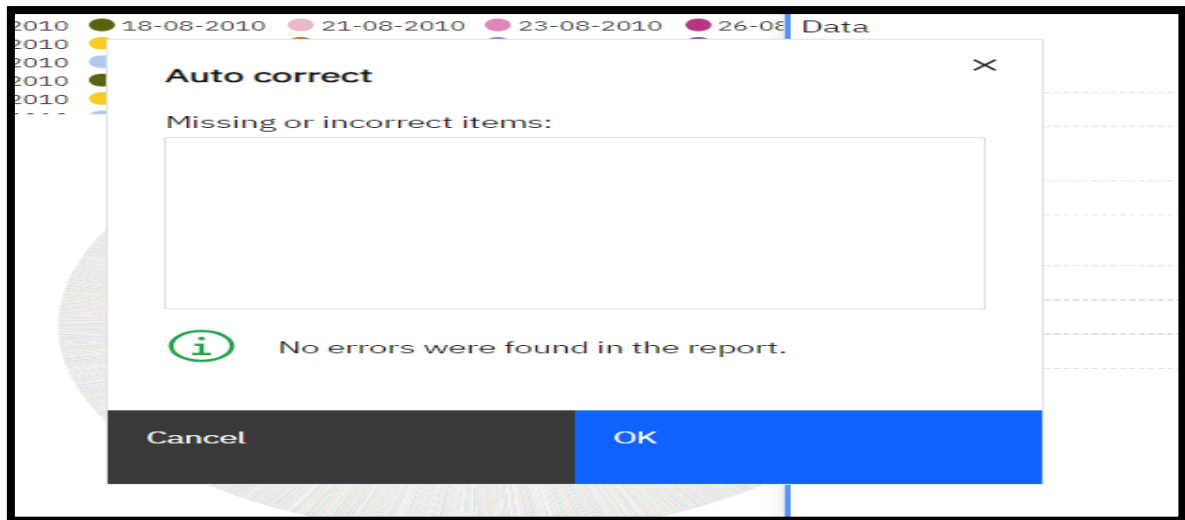 2010 18-08-2010 21-08-2010 23-08-2010 26-08 Data
2010
2010
2010
2010
Auto correct
Missing or incorrect items:
No errors were found in the report.
Cancel OK